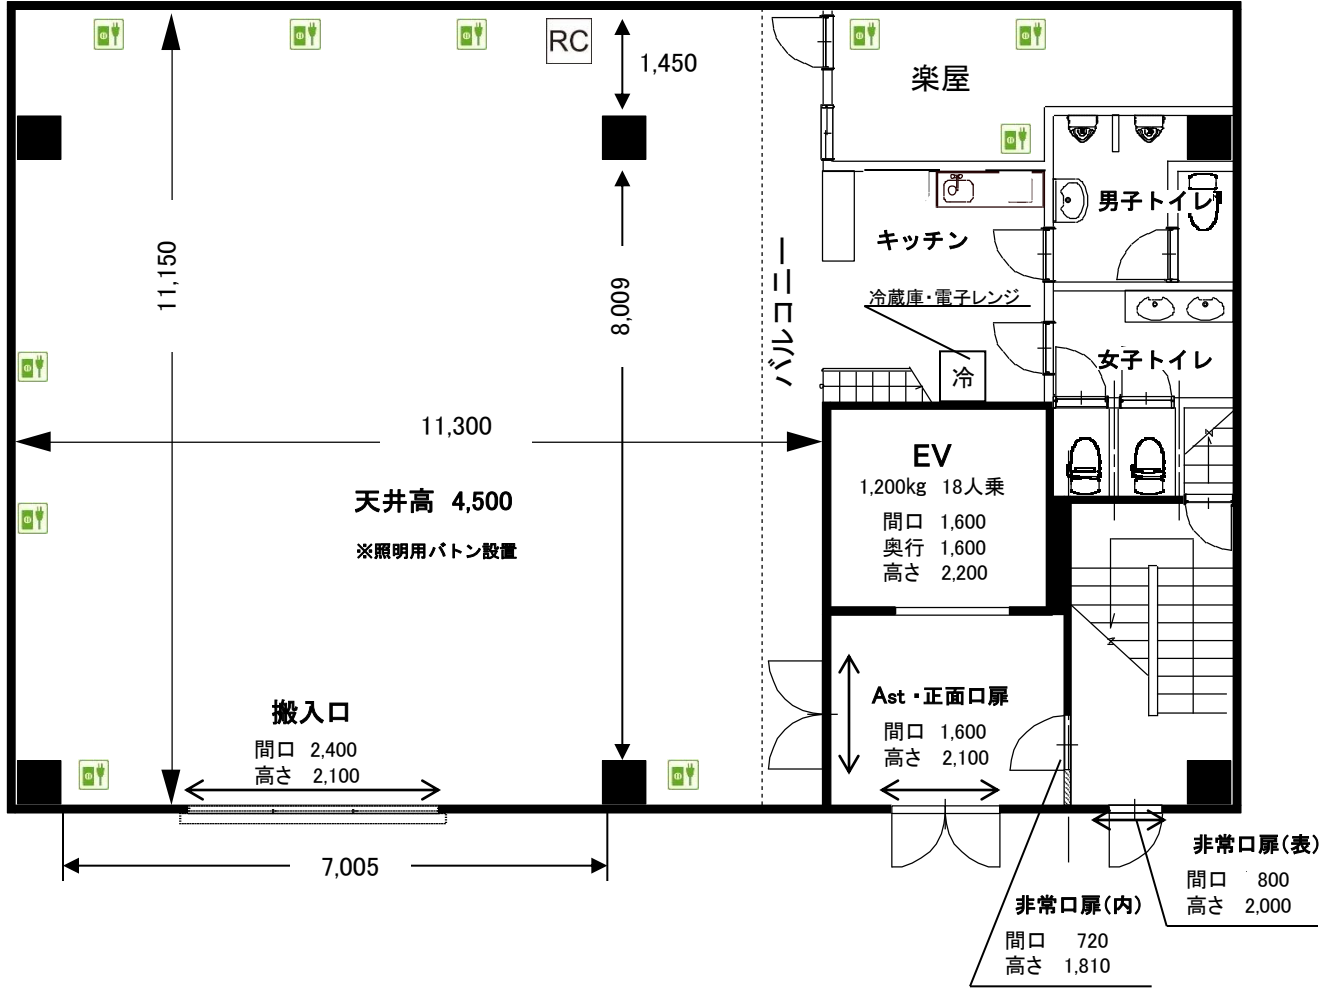 RC
1,450
楽屋
男子トイレ
11,150
8,009
バルコニー
キッチン
冷蔵庫・電子レンジ
冷
女子トイレ
11,300
EV
1,200kg 18人乗
間口 1,600
奥行 1,600
高さ 2,200
天井高 4,500
※照明用バトン設置
搬入口
間口 2,400
高さ 2,100
Ast・正面口扉
間口 1,600
高さ 2,100
7,005
非常口扉(表)
間口 800
高さ 2,000
非常口扉(内)
間口 720
高さ 1,810